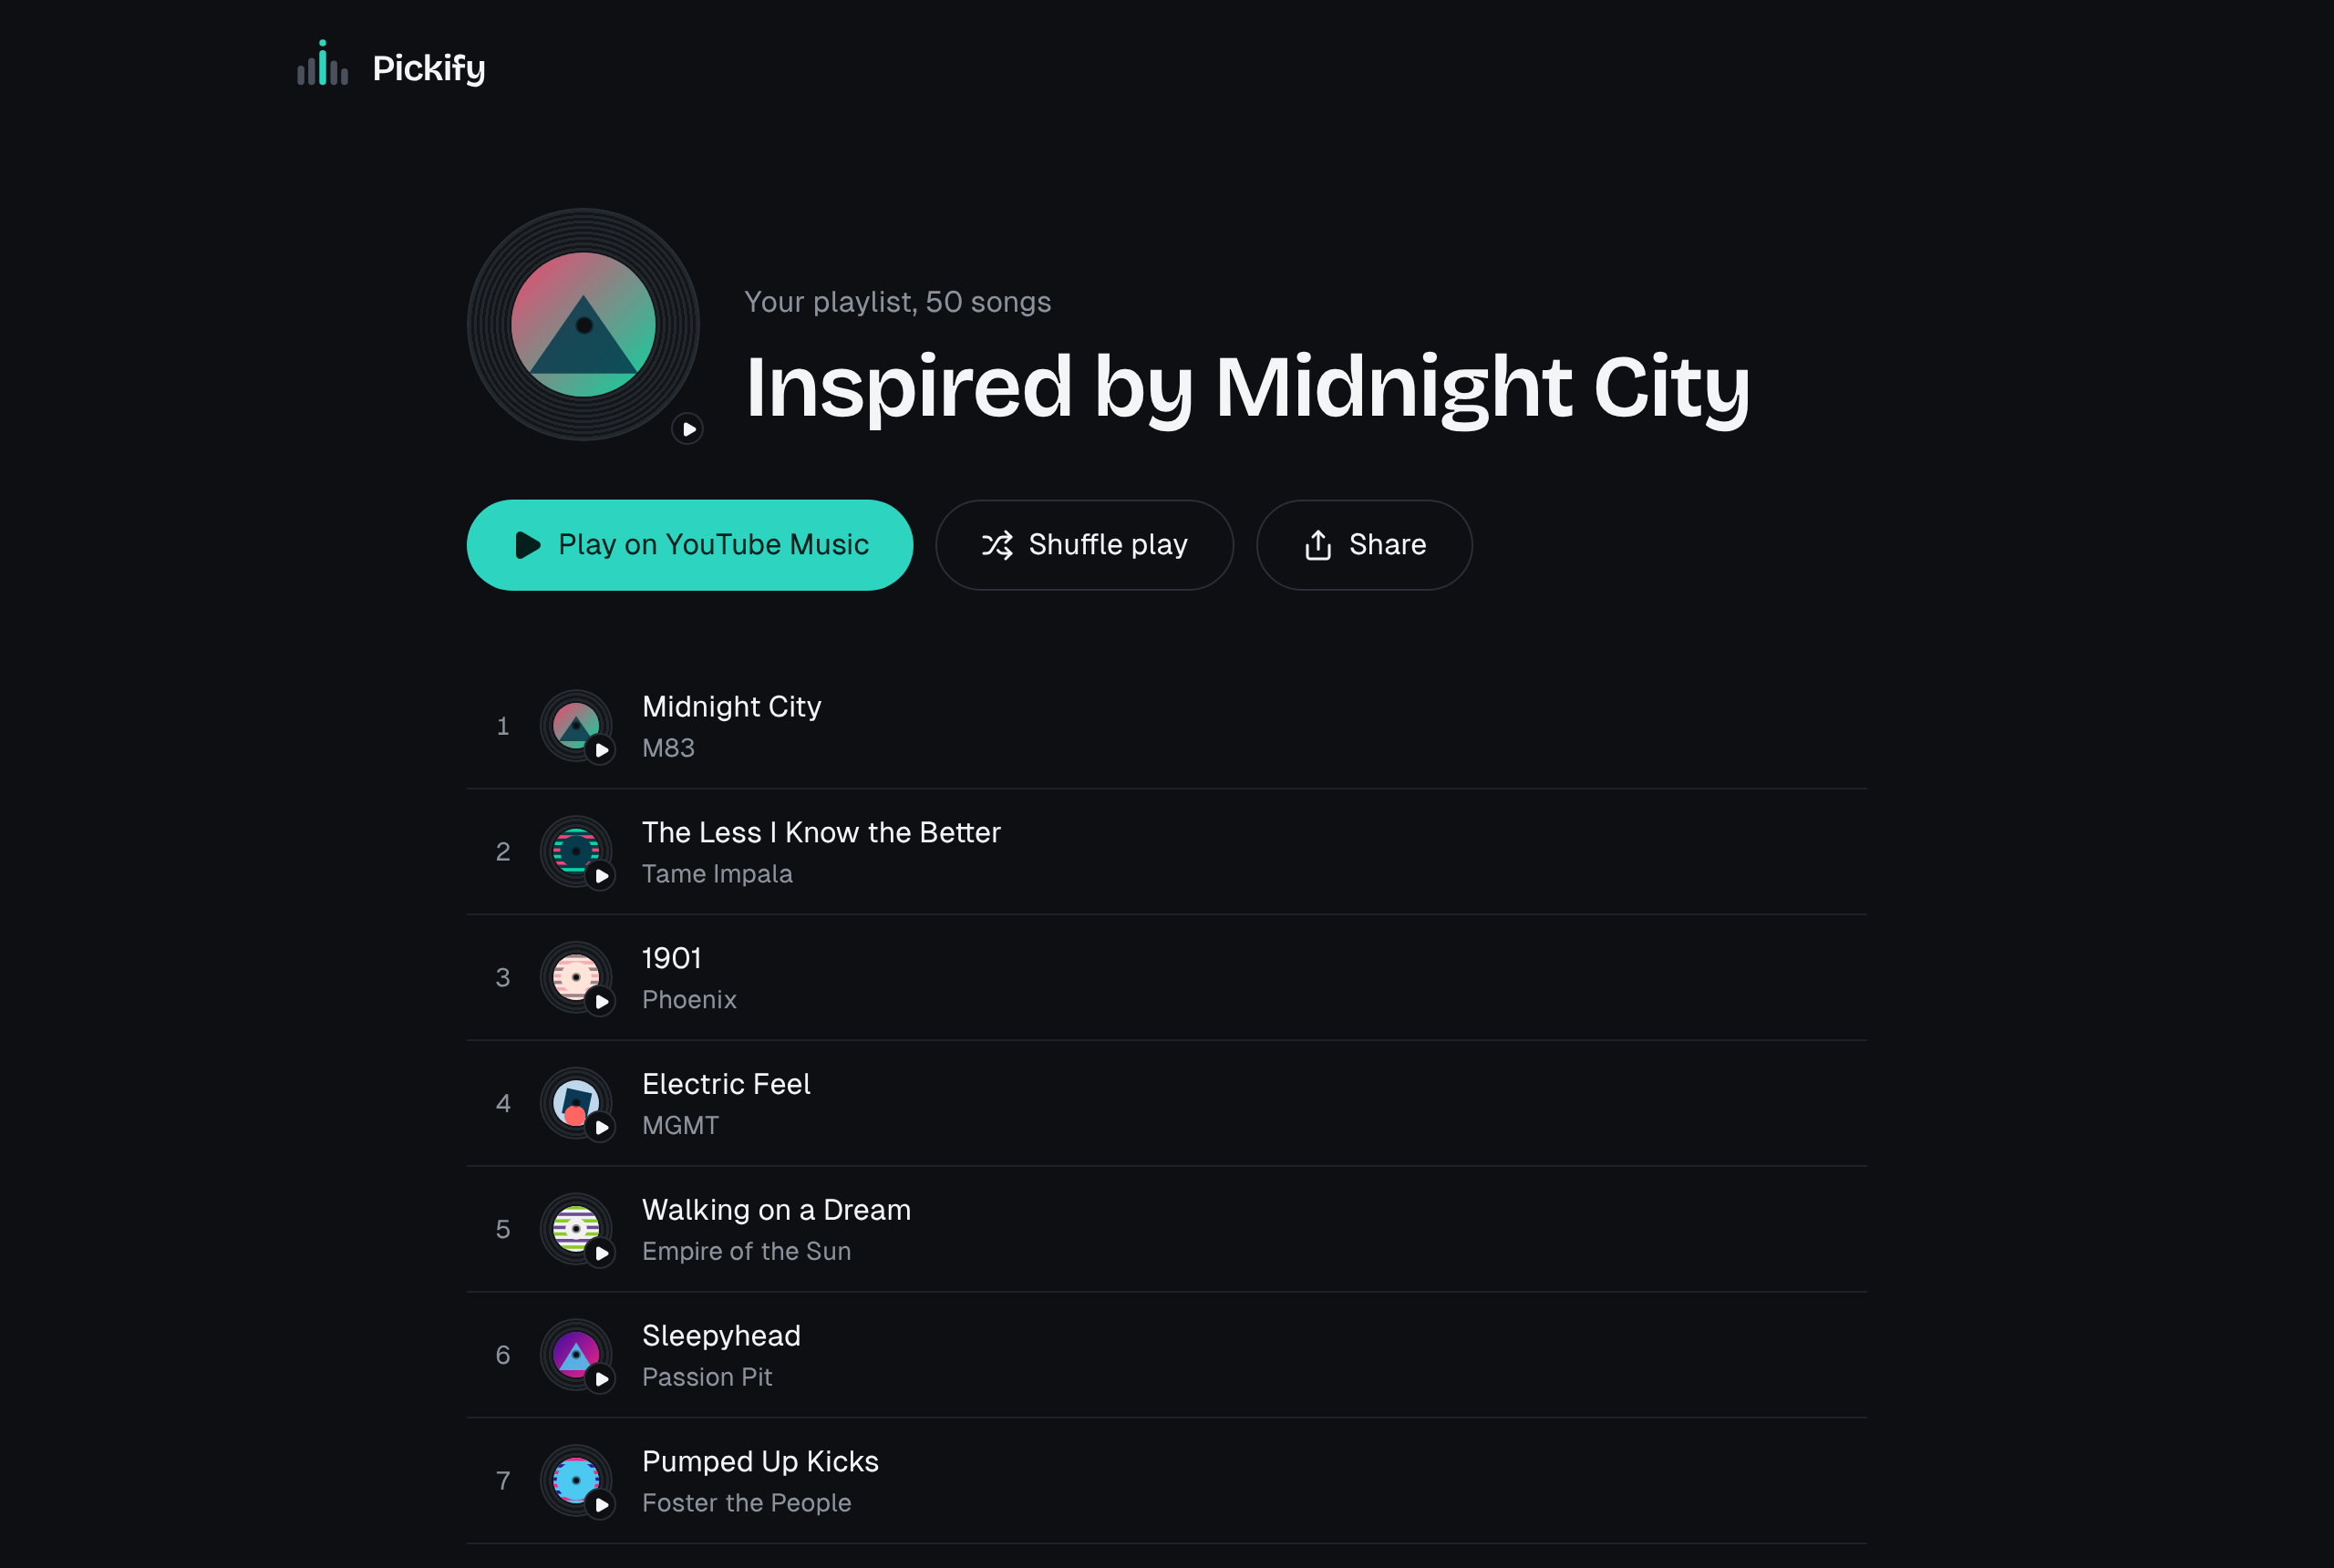 Pickify
Your playlist, 50 songs
Inspired by Midnight City
Play on YouTube Music
Shuffle play
Share
1
Midnight City
M83
2
The Less I Know the Better
Tame Impala
3
1901
Phoenix
4
Electric Feel
MGMT
5
Walking on a Dream
Empire of the Sun
6
Sleepyhead
Passion Pit
7
Pumped Up Kicks
Foster the People